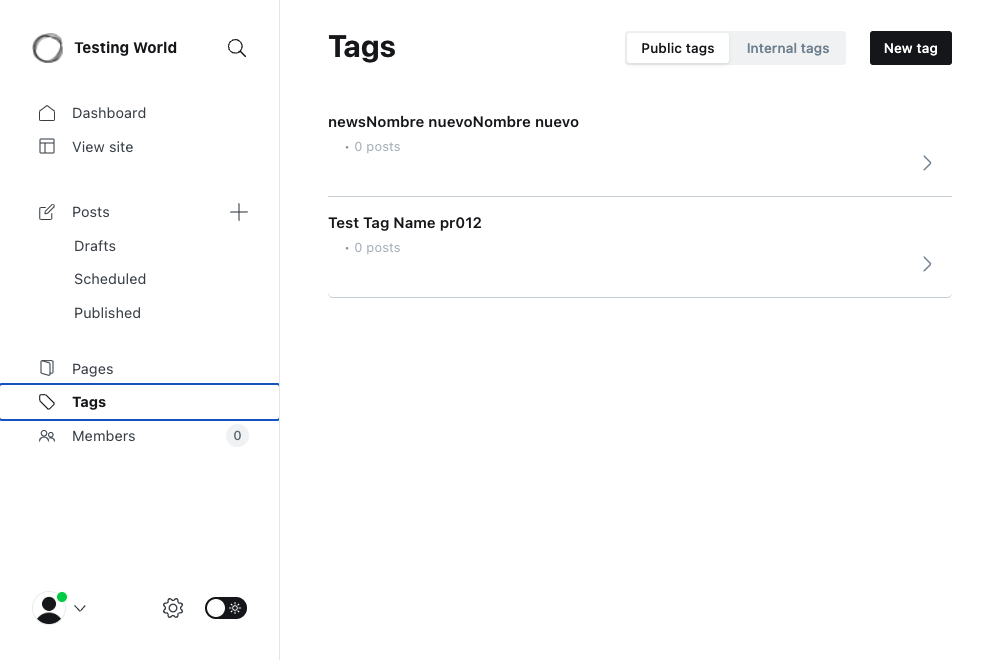 Testing World
Dashboard
View site
Posts
Drafts
Scheduled
Published
Pages
Tags
Members 0
Tags
Public tags Internal tags New tag
newsNombre nuevoNombre nuevo
• 0 posts
Test Tag Name pr012
• 0 posts